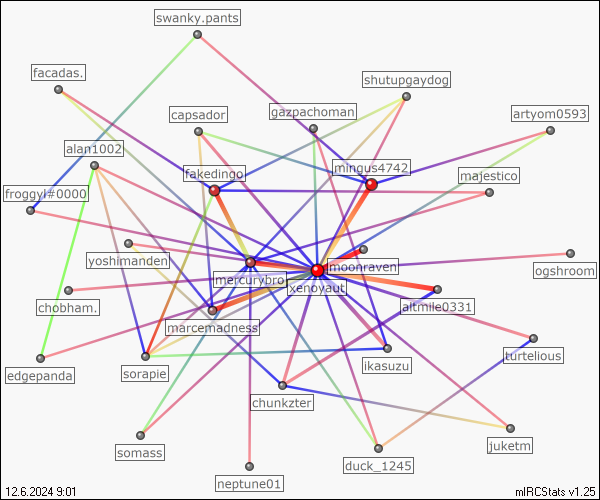 swanky.pants
facadas.
shutupgaydog
capsador
gazpachoman
artyom0593
alan1002
fakedingo
mingus4742
majestico
froggyl#0000
yoshimanden
mercurybro
moonraven
ogshroom
xenoyaut
chobham.
marcemadness
altmile0331
edgepanda
sorapie
ikasuzu
turtelious
chunkzter
somass
juketm
duck_1245
neptune01
12.6.2024 9:01
mIRCStats v1.25